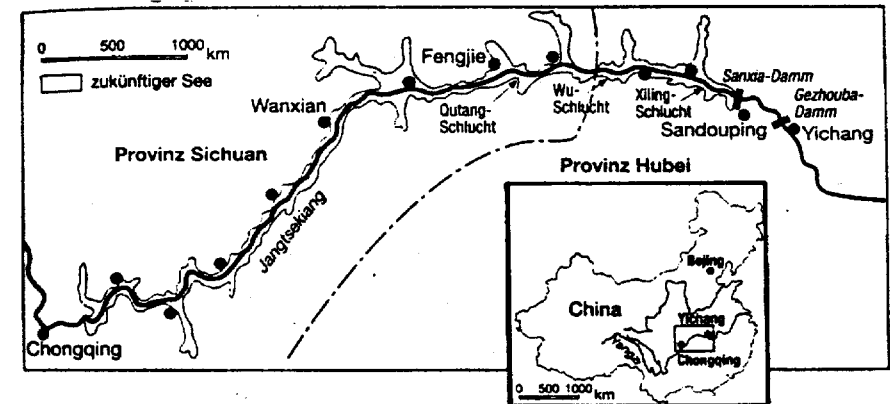 0 500 1000 km
zukünftiger See
Fengjie
Wanxian
Qutang-
Schlucht
Wu-
Schlucht
Xiling-
Schlucht
Sanxia-Damm
Gezhouba-
Damm
Sandouping
Yichang
Provinz Sichuan
Provinz Hubei
Jangtsekiang
Chongqing
Beijing
China
Yichang
Chongqing
0 500 1000 km